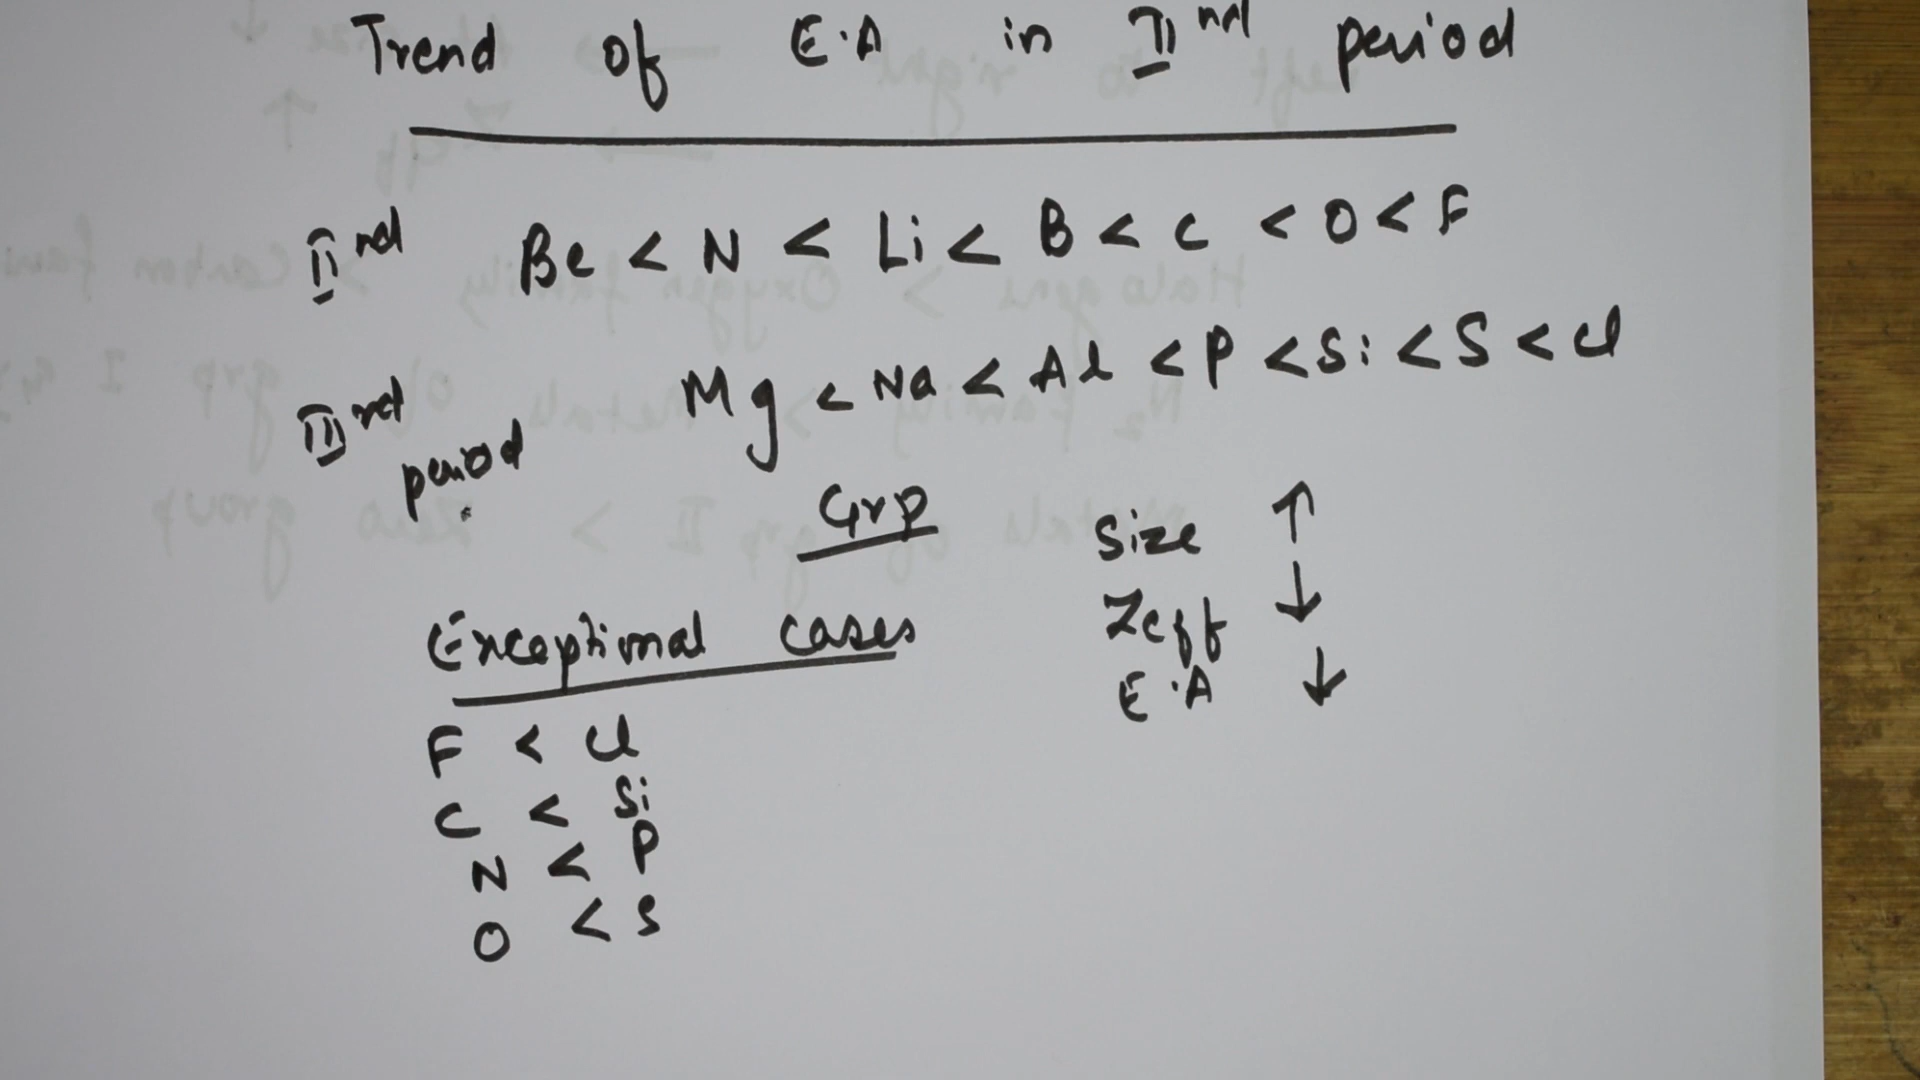 Trend of E.A in IInd period
IInd Be < N < Li < B < C < O < F
IIIrd period Mg < Na < Al < P < Si < S < Cl
Grp
Size ↑
Zeff ↓
E.A ↓
Exceptional cases
F < Cl
C < Si
N < P
O < S